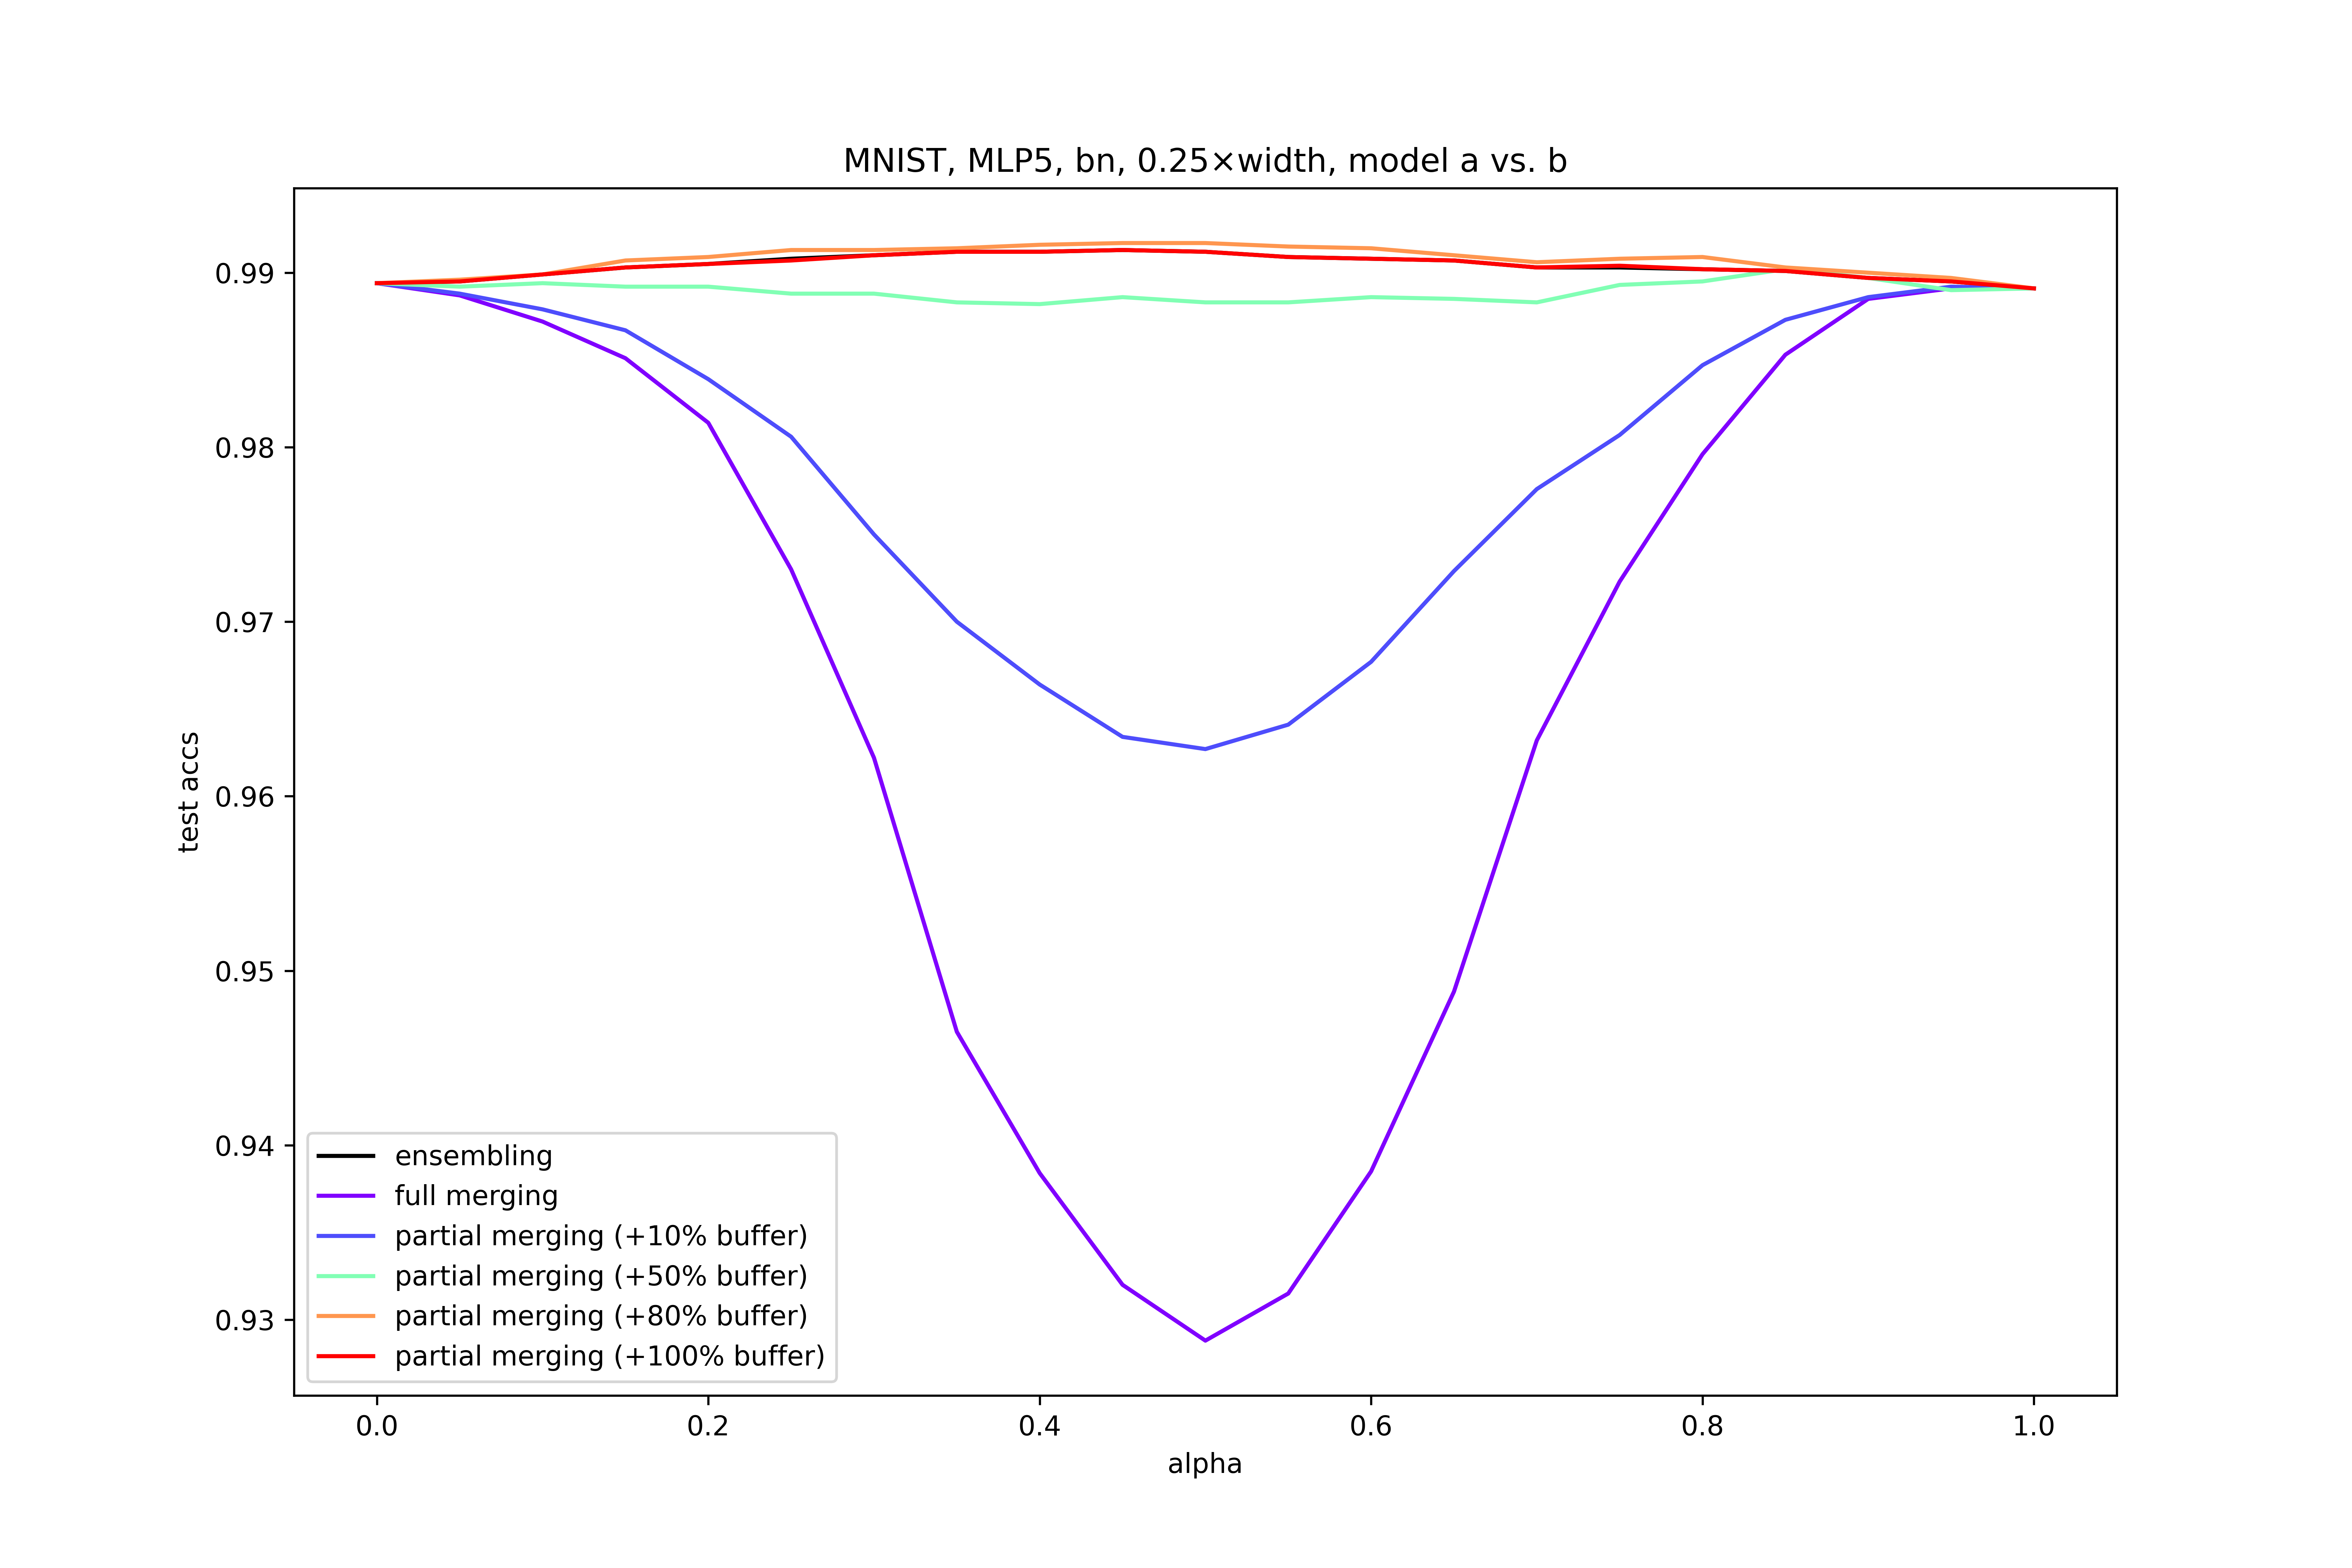 MNIST, MLP5, bn, 0.25×width, model a vs. b
0.99
0.98
0.97
0.96
0.95
0.94
0.93
test accs
ensembling
full merging
partial merging (+10% buffer)
partial merging (+50% buffer)
partial merging (+80% buffer)
partial merging (+100% buffer)
0.0 0.2 0.4 0.6 0.8 1.0
alpha